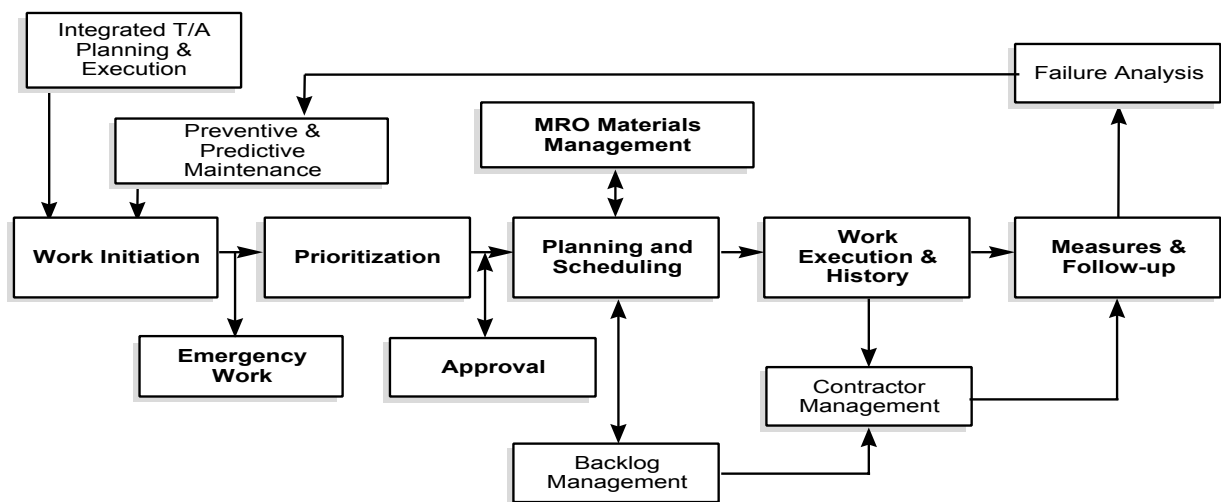 Integrated T/A
Planning &
Execution
Failure Analysis
Preventive &
Predictive
Maintenance
MRO Materials
Management
Work Initiation
Prioritization
Planning and
Scheduling
Work
Execution &
History
Measures &
Follow-up
Emergency
Work
Approval
Contractor
Management
Backlog
Management